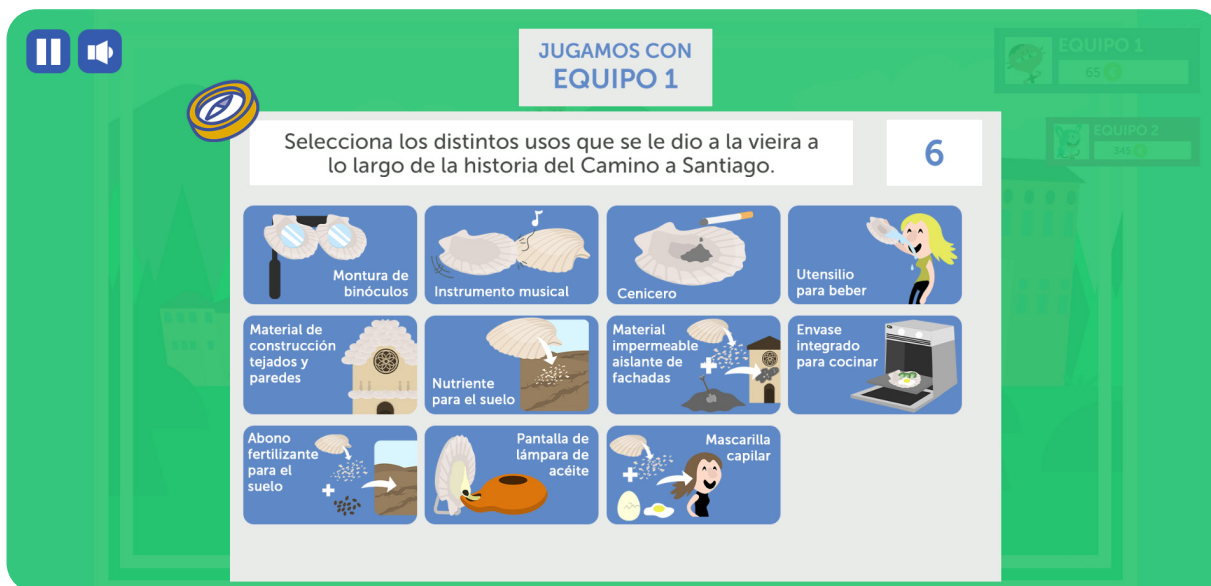 JUGAMOS CON
EQUIPO 1
EQUIPO 1
65
EQUIPO 2
345
Selecciona los distintos usos que se le dio a la vieira a
lo largo de la historia del Camino a Santiago.
6
Montura de
binóculos
Instrumento musical
Cenicero
Utensilio
para beber
Material de
construcción
tejados y
paredes
Nutriente
para el suelo
Material
impermeable
aislante de
fachadas
Envase
integrado
para cocinar
Abono
fertilizante
para el
suelo
Pantalla de
lámpara de
acéite
Mascarilla
capilar